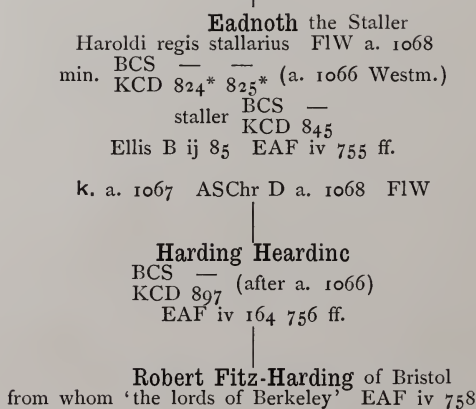 Eadnoth the Staller
Haroldi regis stallarius FlW a. 1068
min. BCS — —
KCD 824* 825* (a. 1066 Westm.)
staller BCS —
KCD 845
Ellis B ij 85 EAF iv 755 ff.
k. a. 1067 ASChr D a. 1068 FlW
Harding Heardinc
BCS —
KCD 897 (after a. 1066)
EAF iv 164 756 ff.
Robert Fitz-Harding of Bristol
from whom ‘the lords of Berkeley’ EAF iv 758